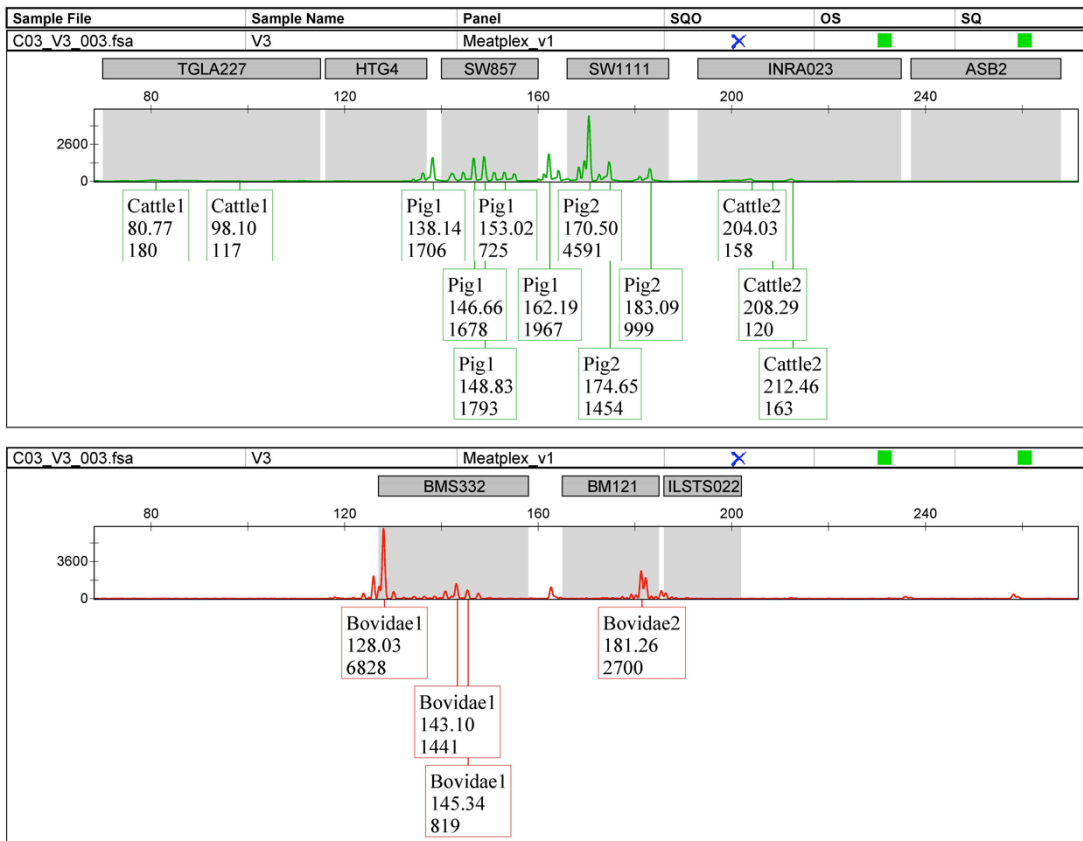 Sample File Sample Name Panel SQO OS SQ
C03_V3_003.fsa V3 Meatplex_v1
TGLA227 HTG4 SW857 SW1111 INRA023 ASB2
80 120 160 200 240
2600
0
Cattle1
80.77
180
Cattle1
98.10
117
Pig1
138.14
1706
Pig1
153.02
725
Pig2
170.50
4591
Cattle2
204.03
158
Pig1
146.66
1678
Pig1
162.19
1967
Pig2
183.09
999
Cattle2
208.29
120
Pig1
148.83
1793
Pig2
174.65
1454
Cattle2
212.46
163
C03_V3_003.fsa V3 Meatplex_v1
BMS332 BM121 ILSTS022
80 120 160 200 240
3600
0
Bovidae1
128.03
6828
Bovidae2
181.26
2700
Bovidae1
143.10
1441
Bovidae1
145.34
819